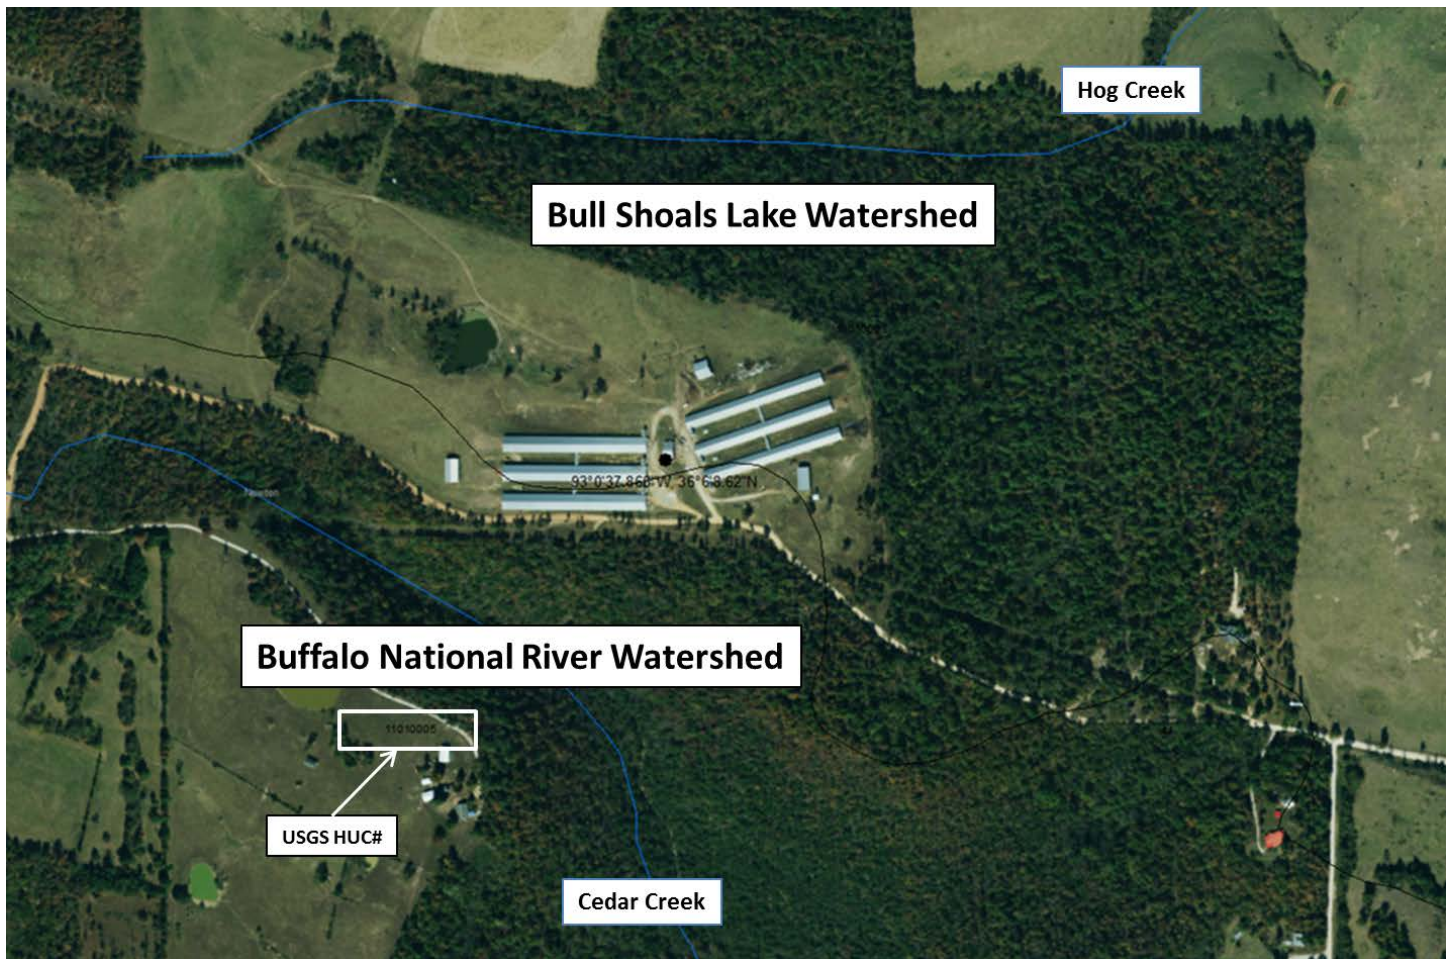 Hog Creek
Bull Shoals Lake Watershed
93°0'37.868"W, 36°6'8.62"N
Buffalo National River Watershed
11010005
USGS HUC#
Cedar Creek